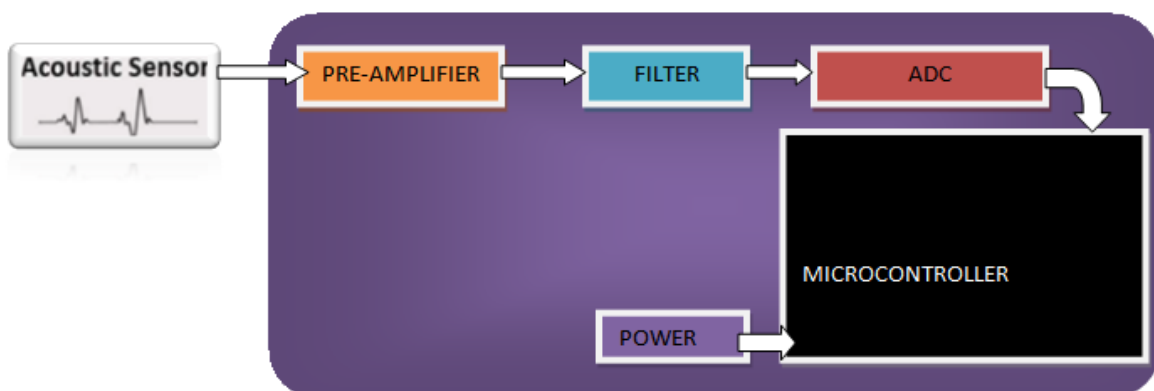 Acoustic Sensor
PRE-AMPLIFIER
FILTER
ADC
MICROCONTROLLER
POWER